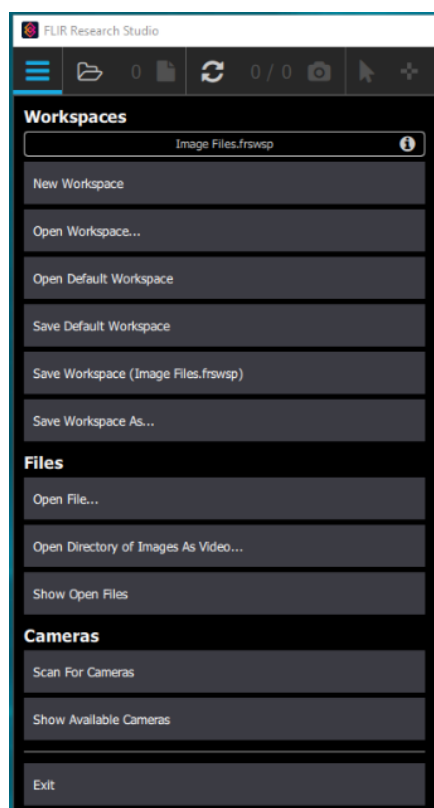 FLIR Research Studio
0 0 / 0
Workspaces
Image Files.frswsp
New Workspace
Open Workspace...
Open Default Workspace
Save Default Workspace
Save Workspace (Image Files.frswsp)
Save Workspace As...
Files
Open File...
Open Directory of Images As Video...
Show Open Files
Cameras
Scan For Cameras
Show Available Cameras
Exit